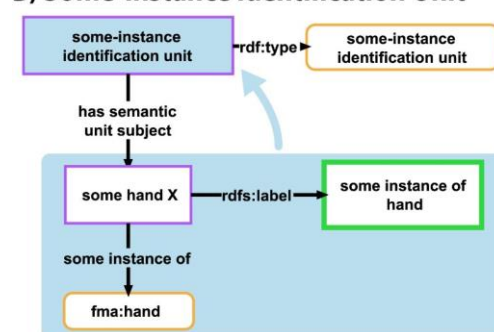 some-instance
identification unit
rdf:type
some-instance
identification unit
has semantic
unit subject
some hand X
rdfs:label
some instance of
hand
some instance of
fma:hand